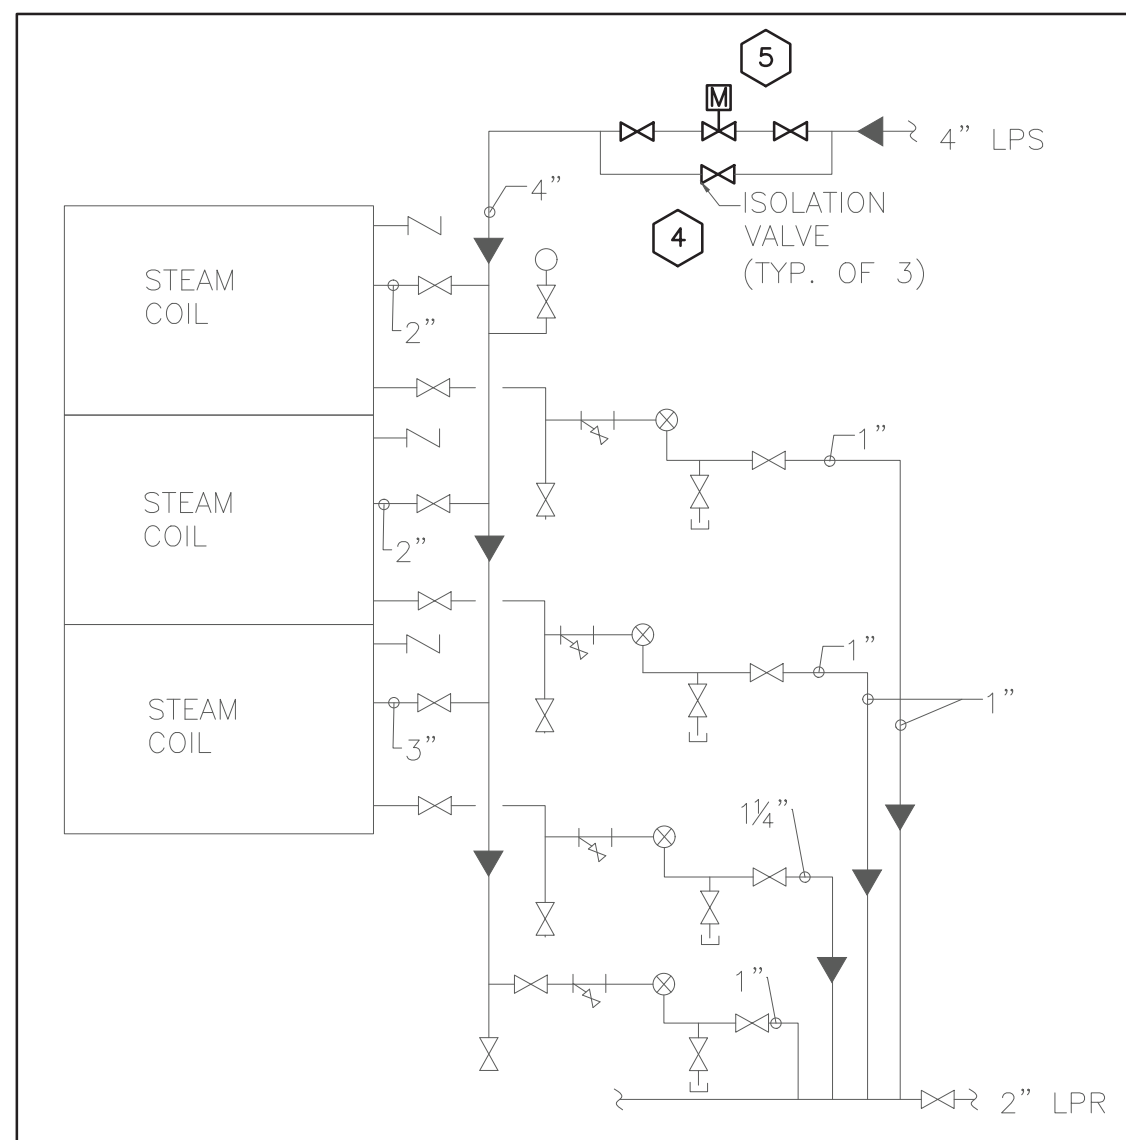 5
M
4" LPS
4"
ISOLATION
VALVE
(TYP. OF 3)
4
STEAM
COIL
2"
1"
STEAM
COIL
2"
1"
1"
STEAM
COIL
3"
1¼"
1"
2" LPR